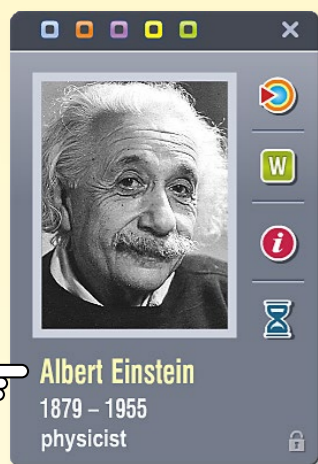 W
i
Albert Einstein
1879 – 1955
physicist